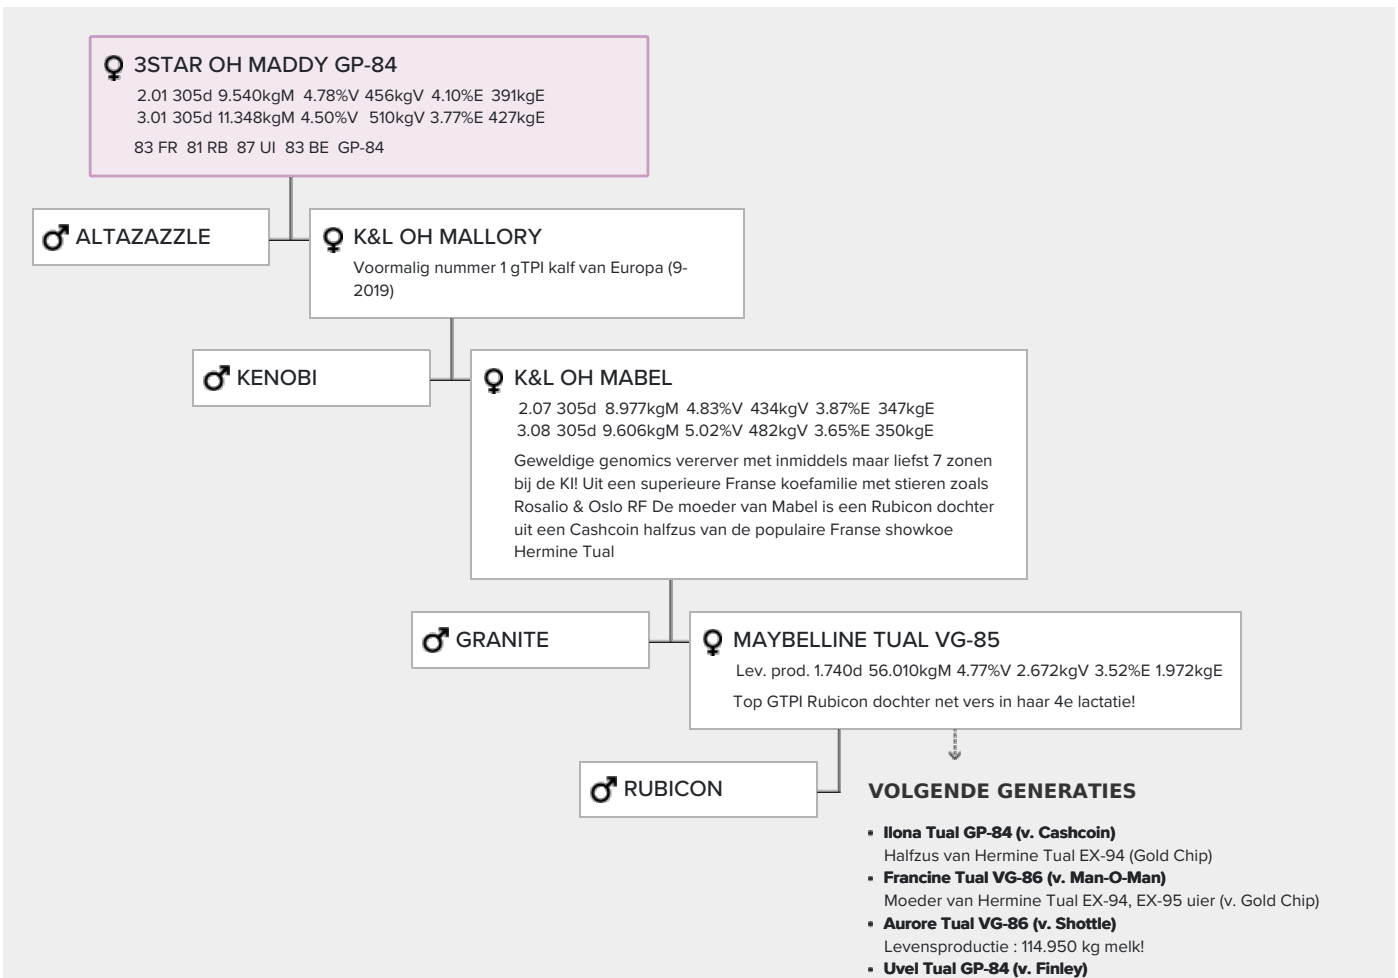 3STAR OH MADDY GP-84
2.01 305d 9.540kgM 4.78%V 456kgV 4.10%E 391kgE
3.01 305d 11.348kgM 4.50%V 510kgV 3.77%E 427kgE
83 FR 81 RB 87 UI 83 BE GP-84
ALTAZAZZLE
K&L OH MALLORY
Voormalig nummer 1 gTPI kalf van Europa (9-
2019)
KENOBI
K&L OH MABEL
2.07 305d 8.977kgM 4.83%V 434kgV 3.87%E 347kgE
3.08 305d 9.606kgM 5.02%V 482kgV 3.65%E 350kgE
Geweldige genomics vererver met inmiddels maar liefst 7 zonen
bij de KI! Uit een superieure Franse koefamilie met stieren zoals
Rosalio & Oslo RF De moeder van Mabel is een Rubicon dochter
uit een Cashcoin halfzus van de populaire Franse showkoe
Hermine Tual
GRANITE
MAYBELLINE TUAL VG-85
Lev. prod. 1.740d 56.010kgM 4.77%V 2.672kgV 3.52%E 1.972kgE
Top GTPI Rubicon dochter net vers in haar 4e lactatie!
RUBICON
VOLGENDE GENERATIES
• Ilona Tual GP-84 (v. Cashcoin)
Halfzus van Hermine Tual EX-94 (Gold Chip)
• Francine Tual VG-86 (v. Man-O-Man)
Moeder van Hermine Tual EX-94, EX-95 uier (v. Gold Chip)
• Aurore Tual VG-86 (v. Shottle)
Levensproductie : 114.950 kg melk!
• Uvel Tual GP-84 (v. Finley)